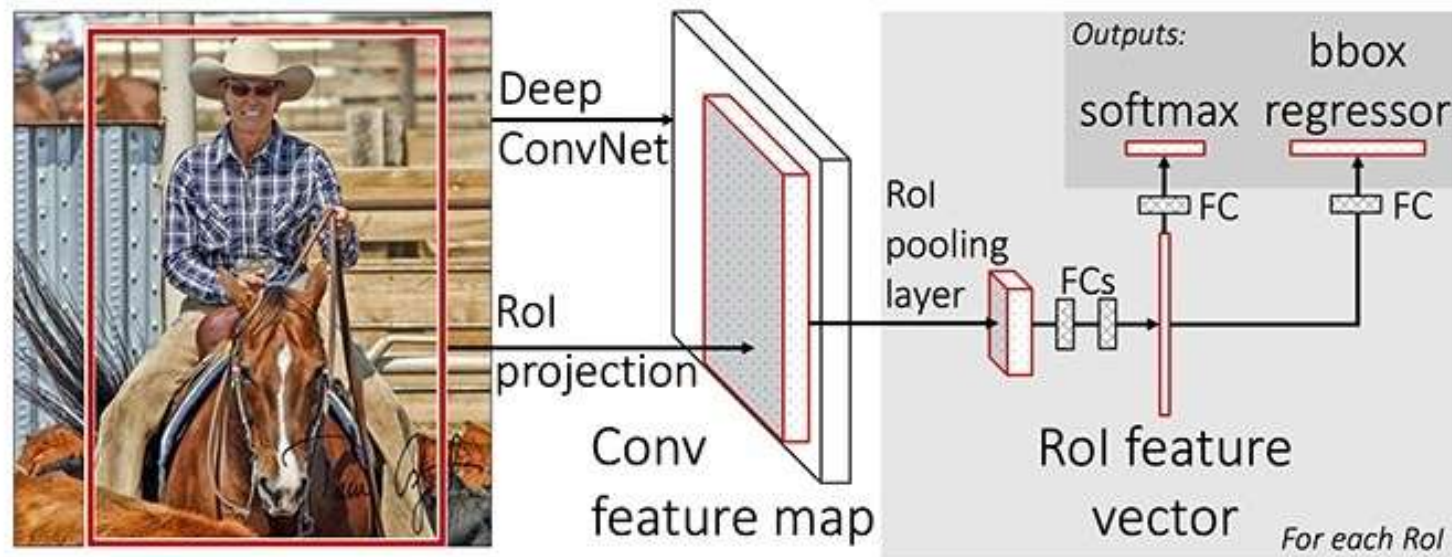 Deep
ConvNet
RoI
projection
Conv
feature map
RoI
pooling
layer
FCs
Outputs:
softmax
bbox
regressor
FC
FC
RoI feature
vector
For each RoI